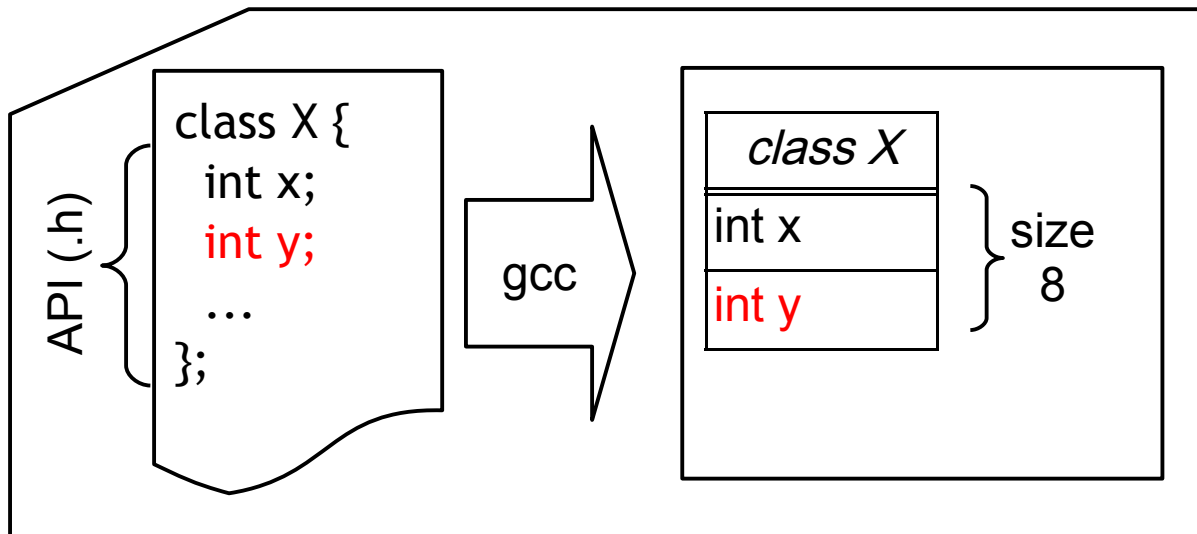 API (.h)
class X {
int x;
int y;
...
};
gcc
class X
int x
int y
size
8